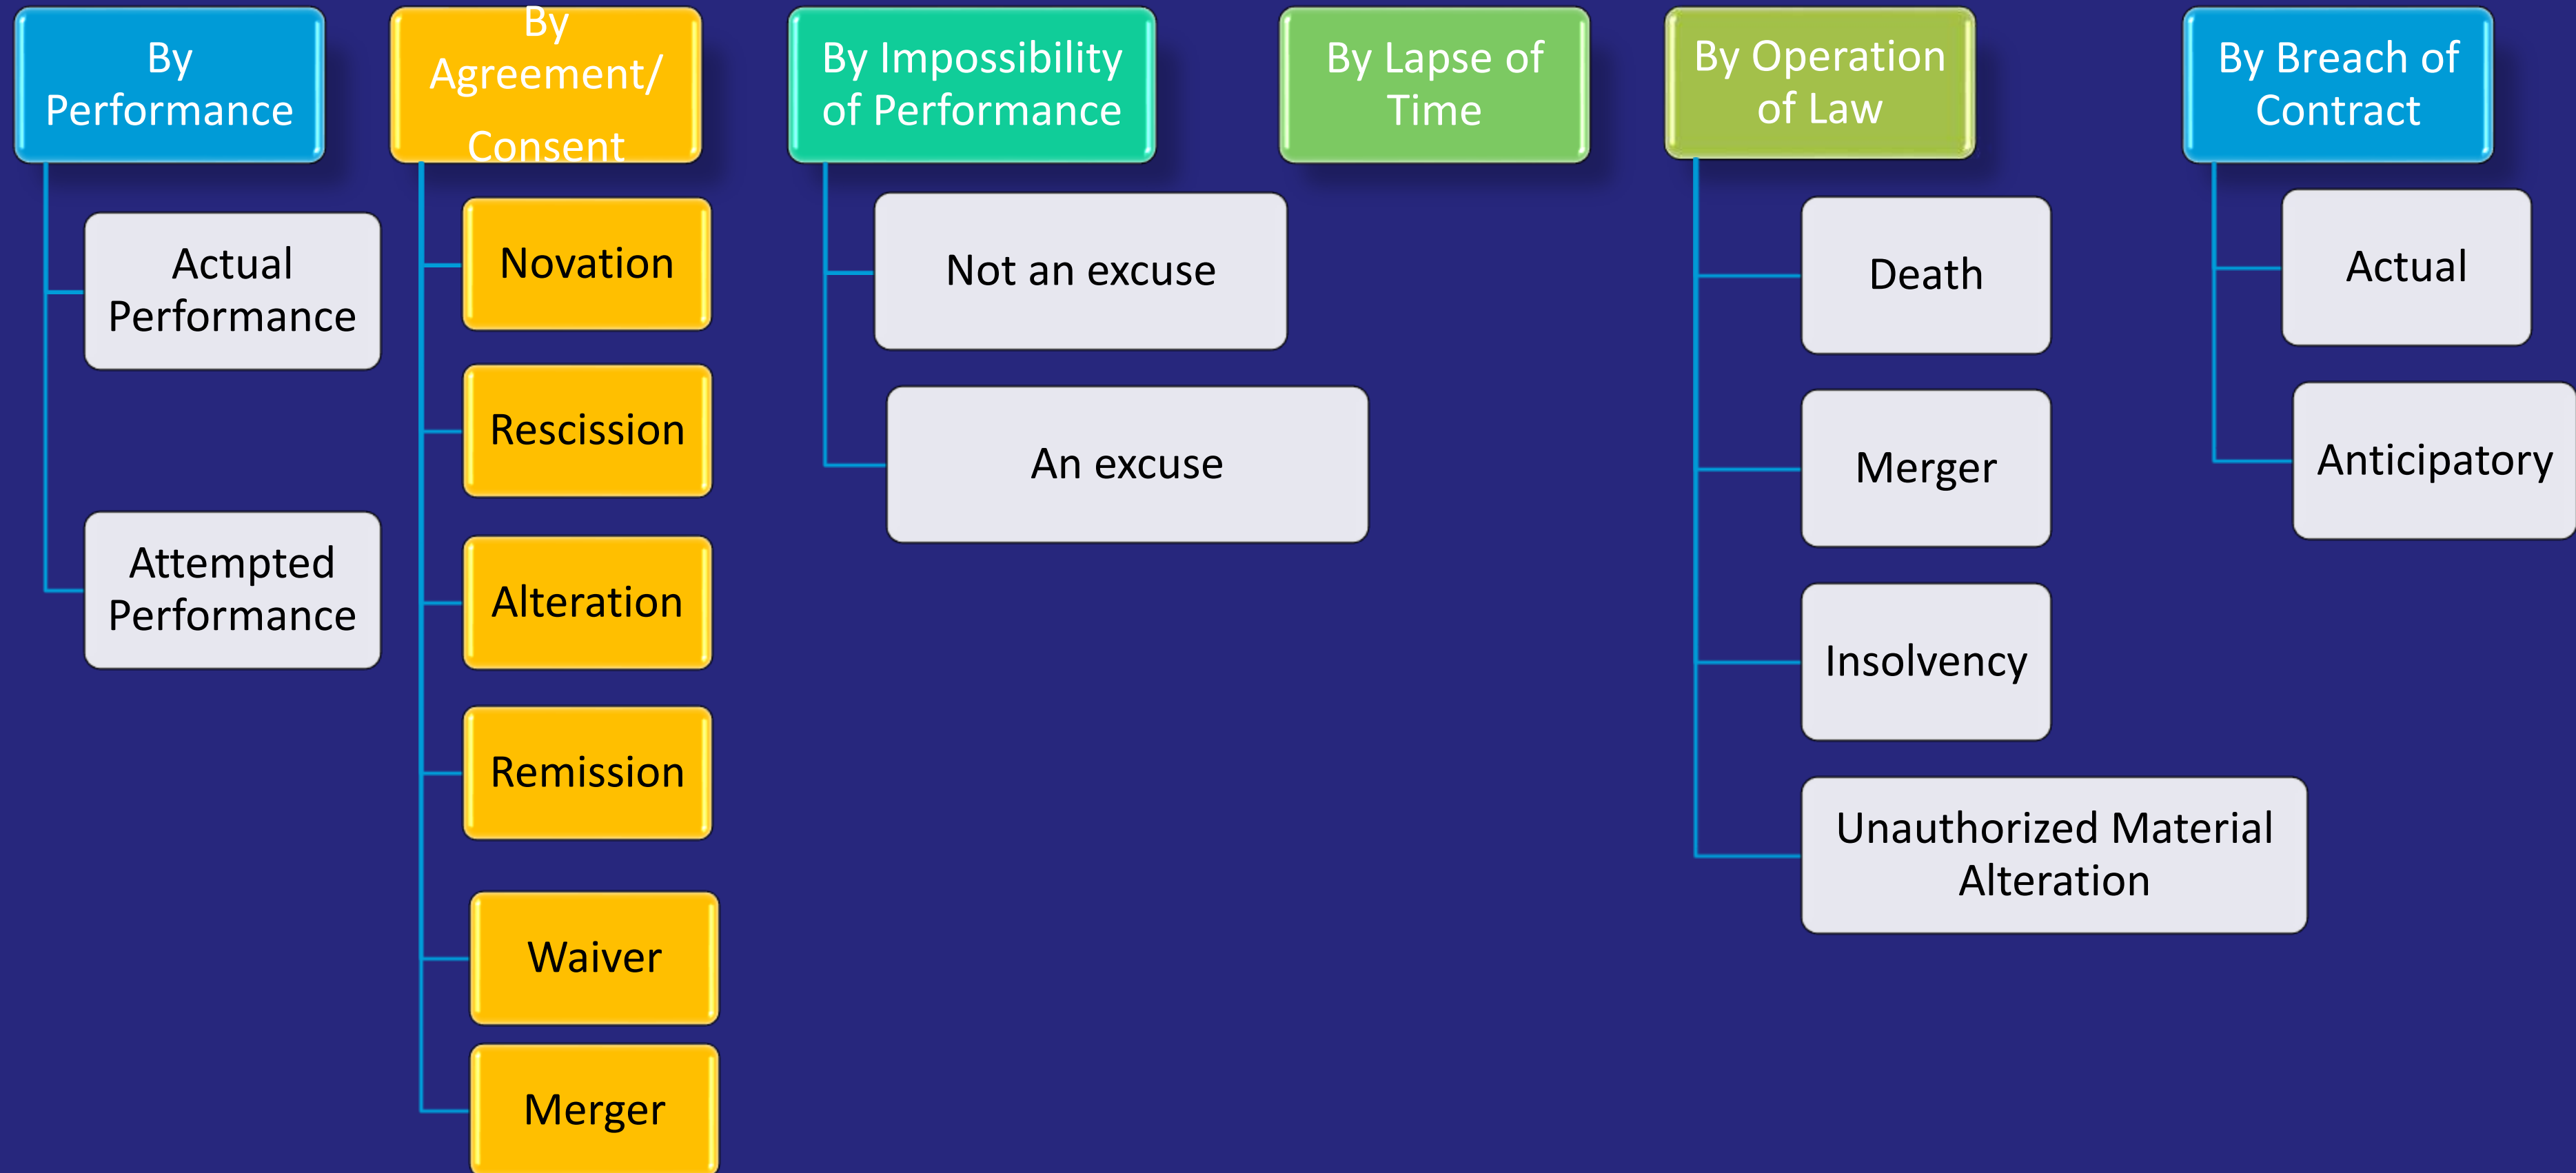 By
Performance
Actual
Performance
Attempted
Performance
By
Agreement/
Consent
Novation
Rescission
Alteration
Remission
Waiver
Merger
By Impossibility
of Performance
Not an excuse
An excuse
By Lapse of
Time
By Operation
of Law
Death
Merger
Insolvency
Unauthorized Material
Alteration
By Breach of
Contract
Actual
Anticipatory